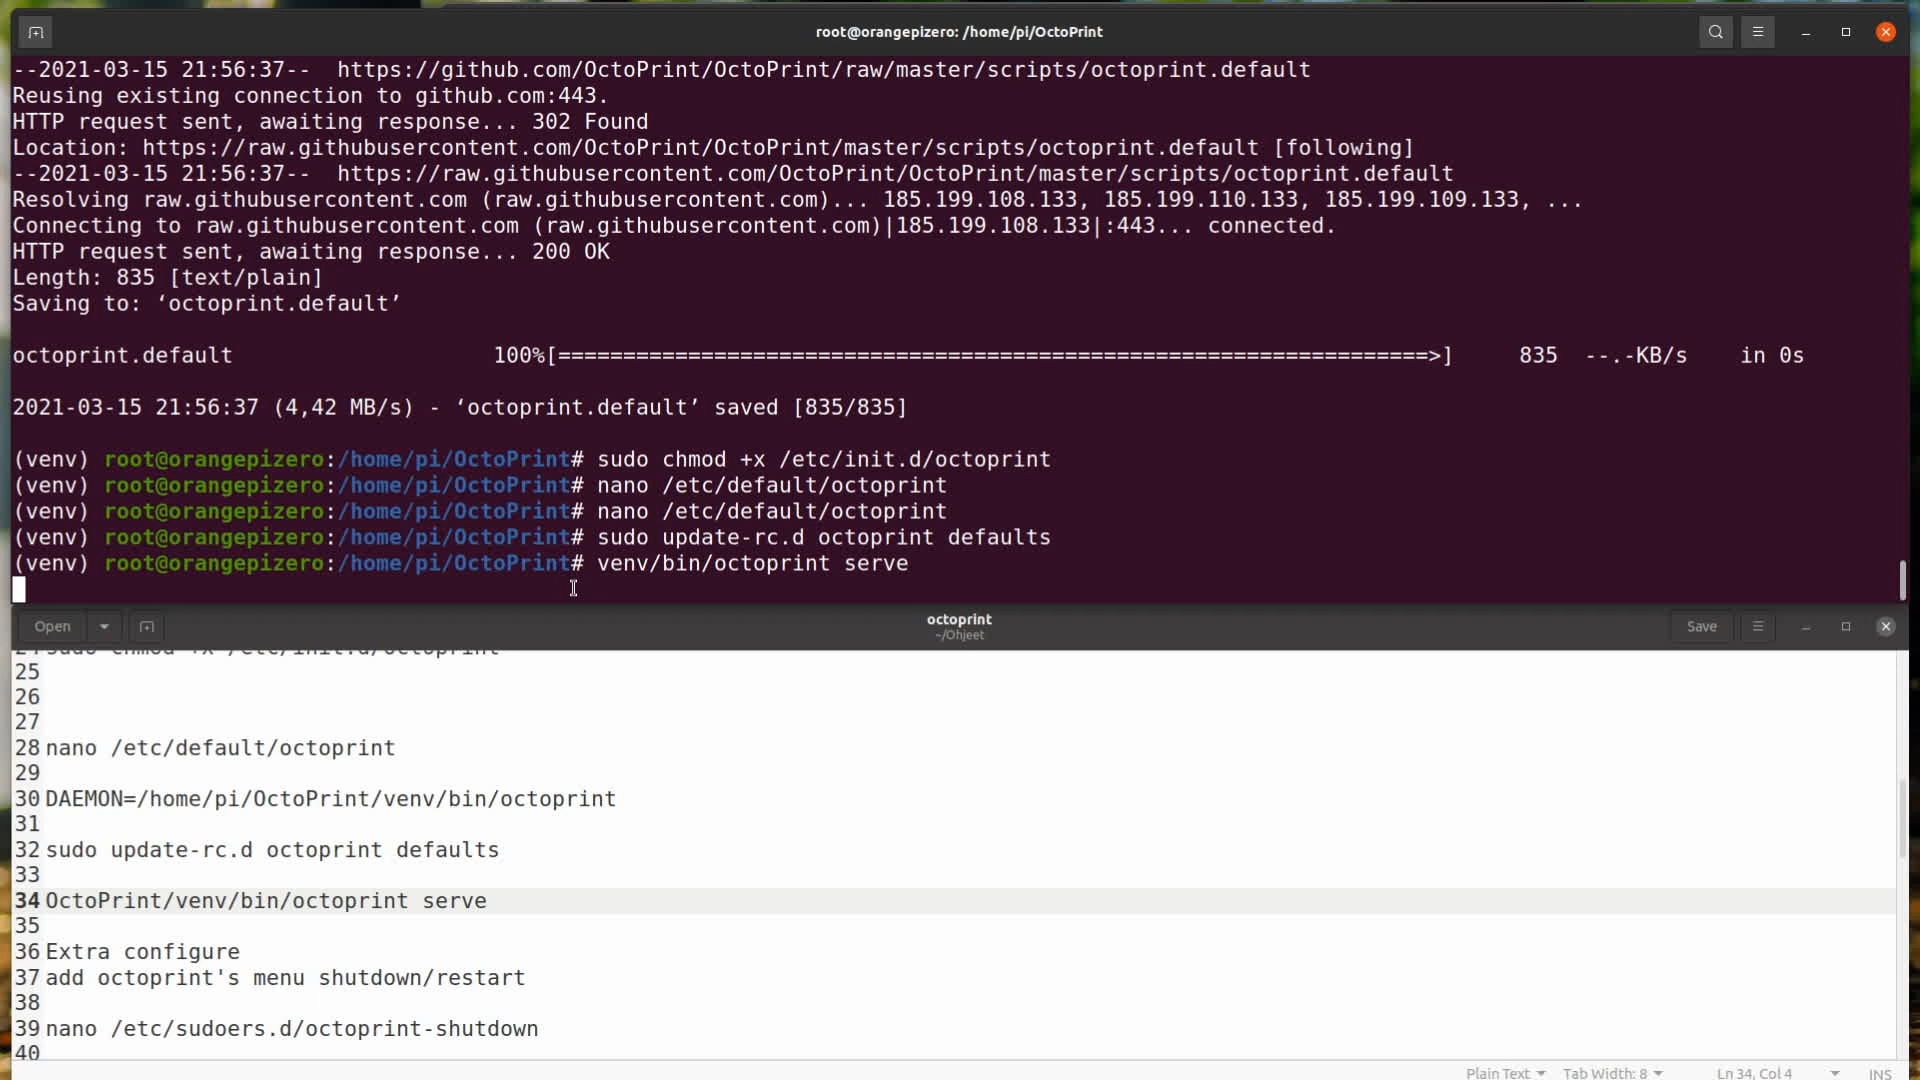 root@orangepizero: /home/pi/OctoPrint
--2021-03-15 21:56:37--  https://github.com/OctoPrint/OctoPrint/raw/master/scripts/octoprint.default
Reusing existing connection to github.com:443.
HTTP request sent, awaiting response... 302 Found
Location: https://raw.githubusercontent.com/OctoPrint/OctoPrint/master/scripts/octoprint.default [following]
--2021-03-15 21:56:37--  https://raw.githubusercontent.com/OctoPrint/OctoPrint/master/scripts/octoprint.default
Resolving raw.githubusercontent.com (raw.githubusercontent.com)... 185.199.108.133, 185.199.110.133, 185.199.109.133, ...
Connecting to raw.githubusercontent.com (raw.githubusercontent.com)|185.199.108.133|:443... connected.
HTTP request sent, awaiting response... 200 OK
Length: 835 [text/plain]
Saving to: ‘octoprint.default’
octoprint.default 100%[===================================================================>] 835 --.-KB/s in 0s
2021-03-15 21:56:37 (4,42 MB/s) - ‘octoprint.default’ saved [835/835]
(venv) root@orangepizero:/home/pi/OctoPrint# sudo chmod +x /etc/init.d/octoprint
(venv) root@orangepizero:/home/pi/OctoPrint# nano /etc/default/octoprint
(venv) root@orangepizero:/home/pi/OctoPrint# nano /etc/default/octoprint
(venv) root@orangepizero:/home/pi/OctoPrint# sudo update-rc.d octoprint defaults
(venv) root@orangepizero:/home/pi/OctoPrint# venv/bin/octoprint serve
Open octoprint Save
~/Ohjeet
24 sudo chmod +x /etc/init.d/octoprint
25
26
27
28 nano /etc/default/octoprint
29
30 DAEMON=/home/pi/OctoPrint/venv/bin/octoprint
31
32 sudo update-rc.d octoprint defaults
33
34 OctoPrint/venv/bin/octoprint serve
35
36 Extra configure
37 add octoprint's menu shutdown/restart
38
39 nano /etc/sudoers.d/octoprint-shutdown
40
Plain Text Tab Width: 8 Ln 34, Col 4 INS